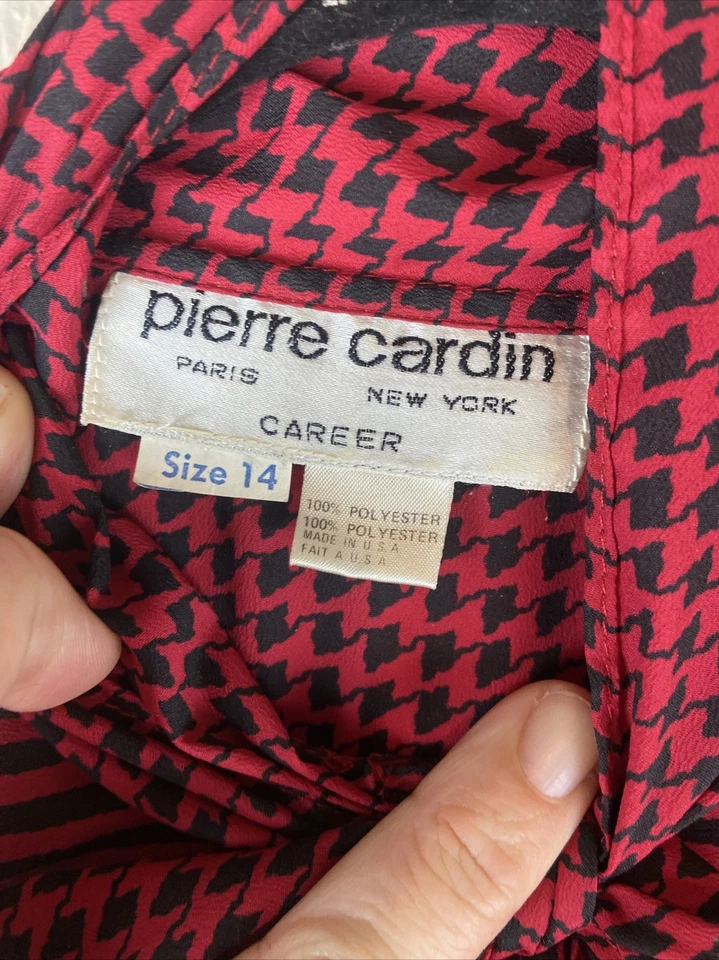 pierre cardin
PARIS
NEW YORK
CAREER
Size 14
100% POLYESTER
100% POLYESTER
MADE IN U.S.A
FAIT A U.S.A